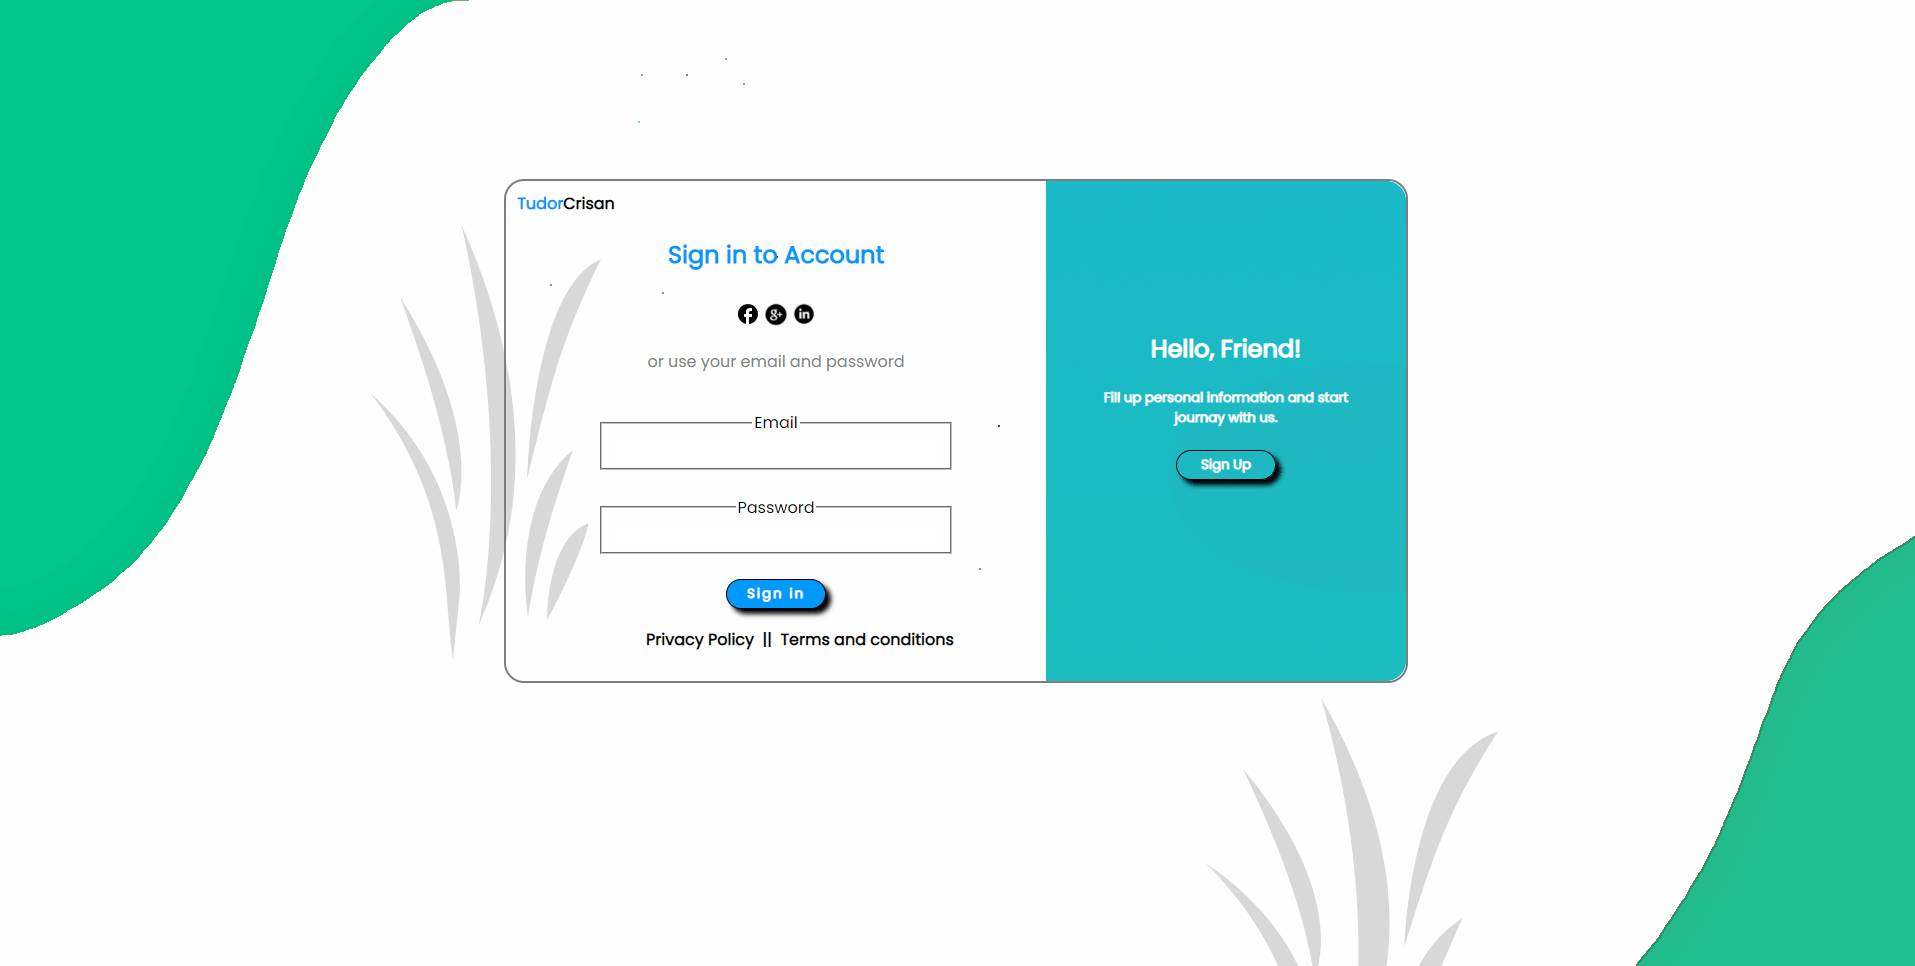 TudorCrisan
Sign in to Account
or use your email and password
Email
Password
Sign In
Privacy Policy || Terms and conditions
Hello, Friend!
Fill up personal information and start
journay with us.
Sign Up